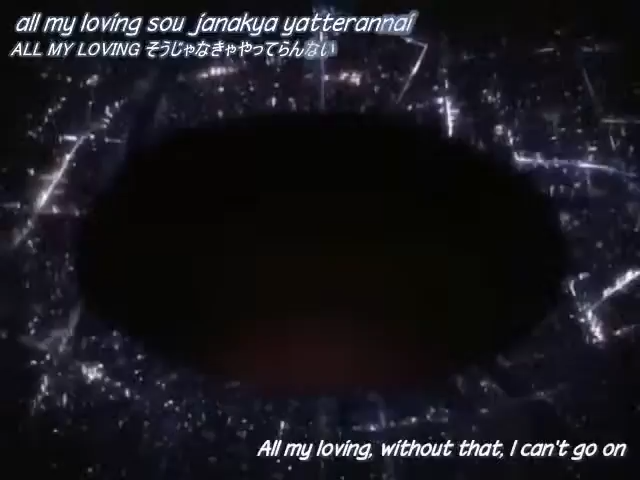 all my loving sou janakya yatterannai
ALL MY LOVING そうじゃなきゃやってらんない
All my loving, without that, I can't go on